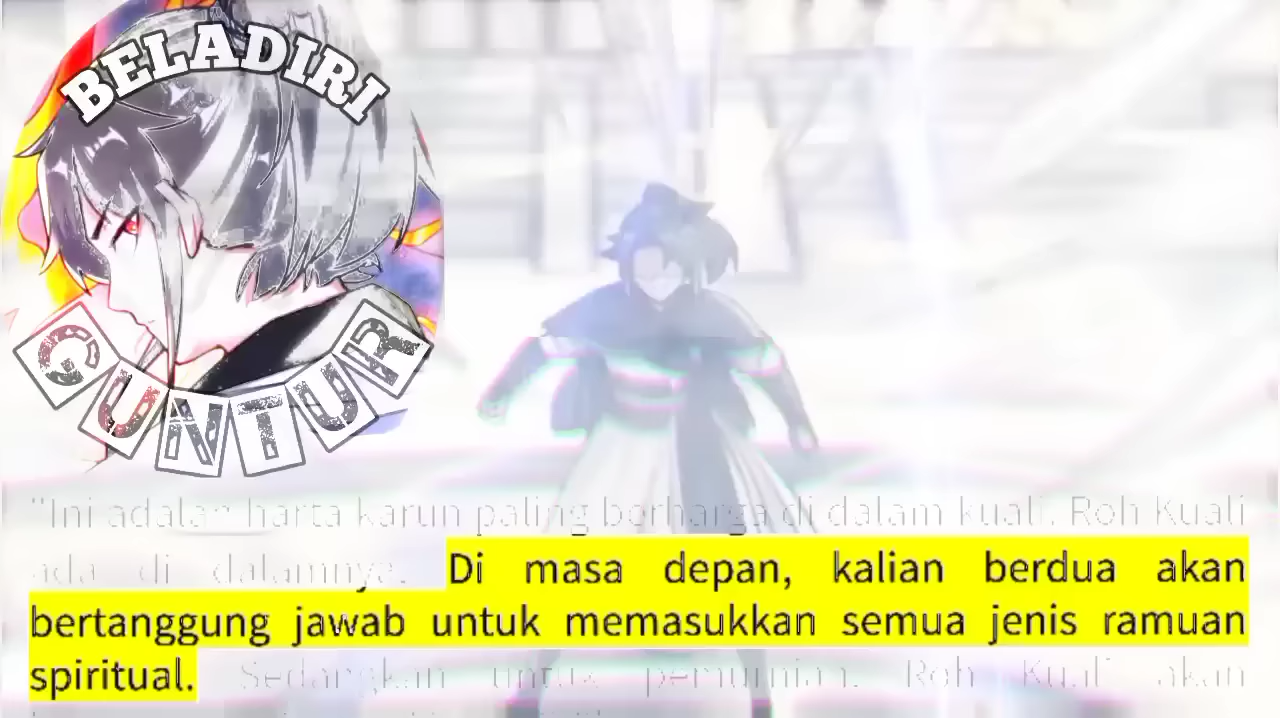 BELADIRI
GUNTUR
"Ini adalah harta karun paling berharga di dalam kuali. Roh Kuali
ada di dalamnya. Di masa depan, kalian berdua akan
bertanggung jawab untuk memasukkan semua jenis ramuan
spiritual. Sedangkan untuk pemurnian. Roh Kuali akan